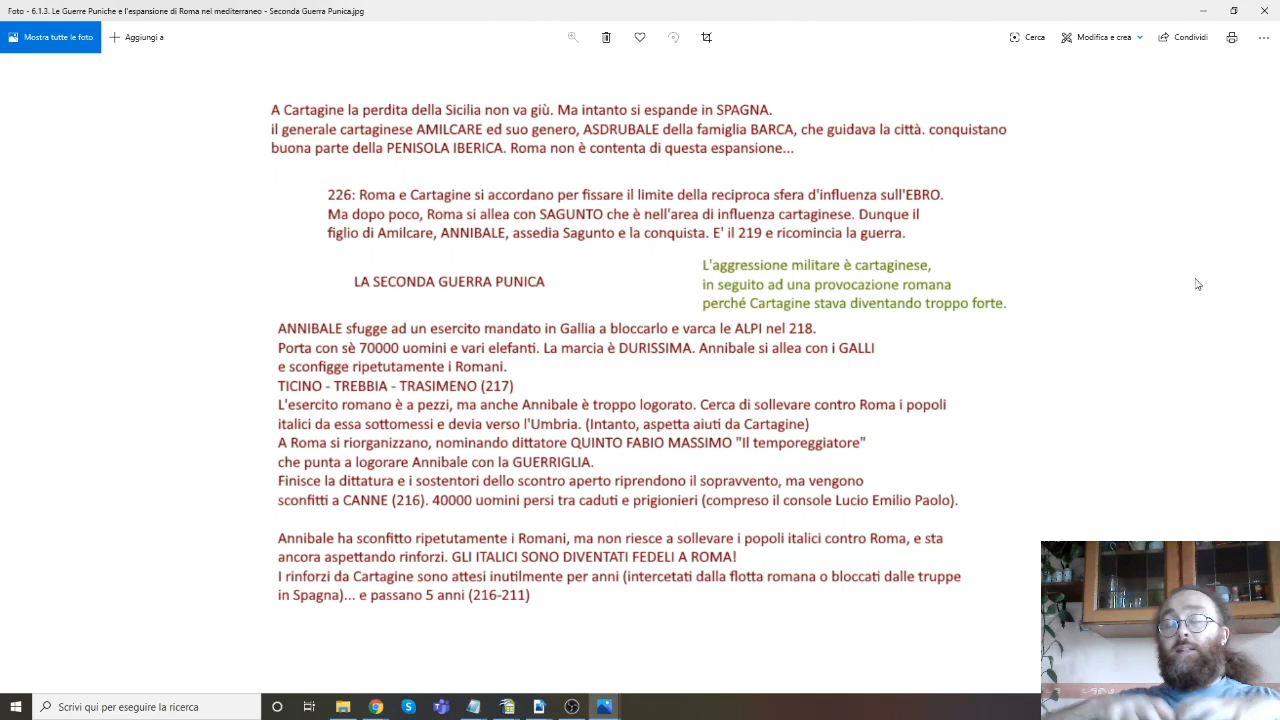 Foto - 6.1.3. Le Guerre Puniche e l'espansione di Roma nel mediterraneo - Seconda Guerra Punica.jpg
Mostra tutte le foto
Aggiungi a
Cerca
Modifica e crea
Condividi
A Cartagine la perdita della Sicilia non va giù. Ma intanto si espande in SPAGNA.
il generale cartaginese AMILCARE ed suo genero, ASDRUBALE della famiglia BARCA, che guidava la città. conquistano
buona parte della PENISOLA IBERICA. Roma non è contenta di questa espansione...
226: Roma e Cartagine si accordano per fissare il limite della reciproca sfera d'influenza sull'EBRO.
Ma dopo poco, Roma si allea con SAGUNTO che è nell'area di influenza cartaginese. Dunque il
figlio di Amilcare, ANNIBALE, assedia Sagunto e la conquista. E' il 219 e ricomincia la guerra.
LA SECONDA GUERRA PUNICA
L'aggressione militare è cartaginese,
in seguito ad una provocazione romana
perché Cartagine stava diventando troppo forte.
ANNIBALE sfugge ad un esercito mandato in Gallia a bloccarlo e varca le ALPI nel 218.
Porta con sè 70000 uomini e vari elefanti. La marcia è DURISSIMA. Annibale si allea con i GALLI
e sconfigge ripetutamente i Romani.
TICINO - TREBBIA - TRASIMENO (217)
L'esercito romano è a pezzi, ma anche Annibale è troppo logorato. Cerca di sollevare contro Roma i popoli
italici da essa sottomessi e devia verso l'Umbria. (Intanto, aspetta aiuti da Cartagine)
A Roma si riorganizzano, nominando dittatore QUINTO FABIO MASSIMO "Il temporeggiatore"
che punta a logorare Annibale con la GUERRIGLIA.
Finisce la dittatura e i sostentori dello scontro aperto riprendono il sopravvento, ma vengono
sconfitti a CANNE (216). 40000 uomini persi tra caduti e prigionieri (compreso il console Lucio Emilio Paolo).
Annibale ha sconfitto ripetutamente i Romani, ma non riesce a sollevare i popoli italici contro Roma, e sta
ancora aspettando rinforzi. GLI ITALICI SONO DIVENTATI FEDELI A ROMA!
I rinforzi da Cartagine sono attesi inutilmente per anni (intercetati dalla flotta romana o bloccati dalle truppe
in Spagna)... e passano 5 anni (216-211)
Scrivi qui per eseguire la ricerca